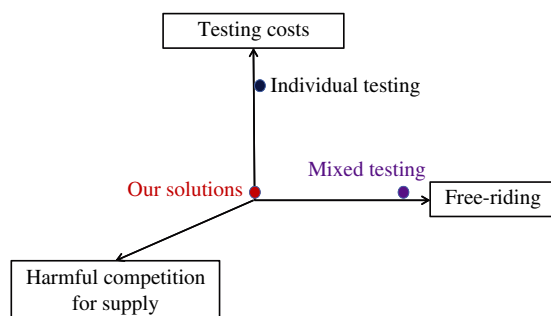 Testing costs
Individual testing
Mixed testing
Our solutions
Free-riding
Harmful competition
for supply